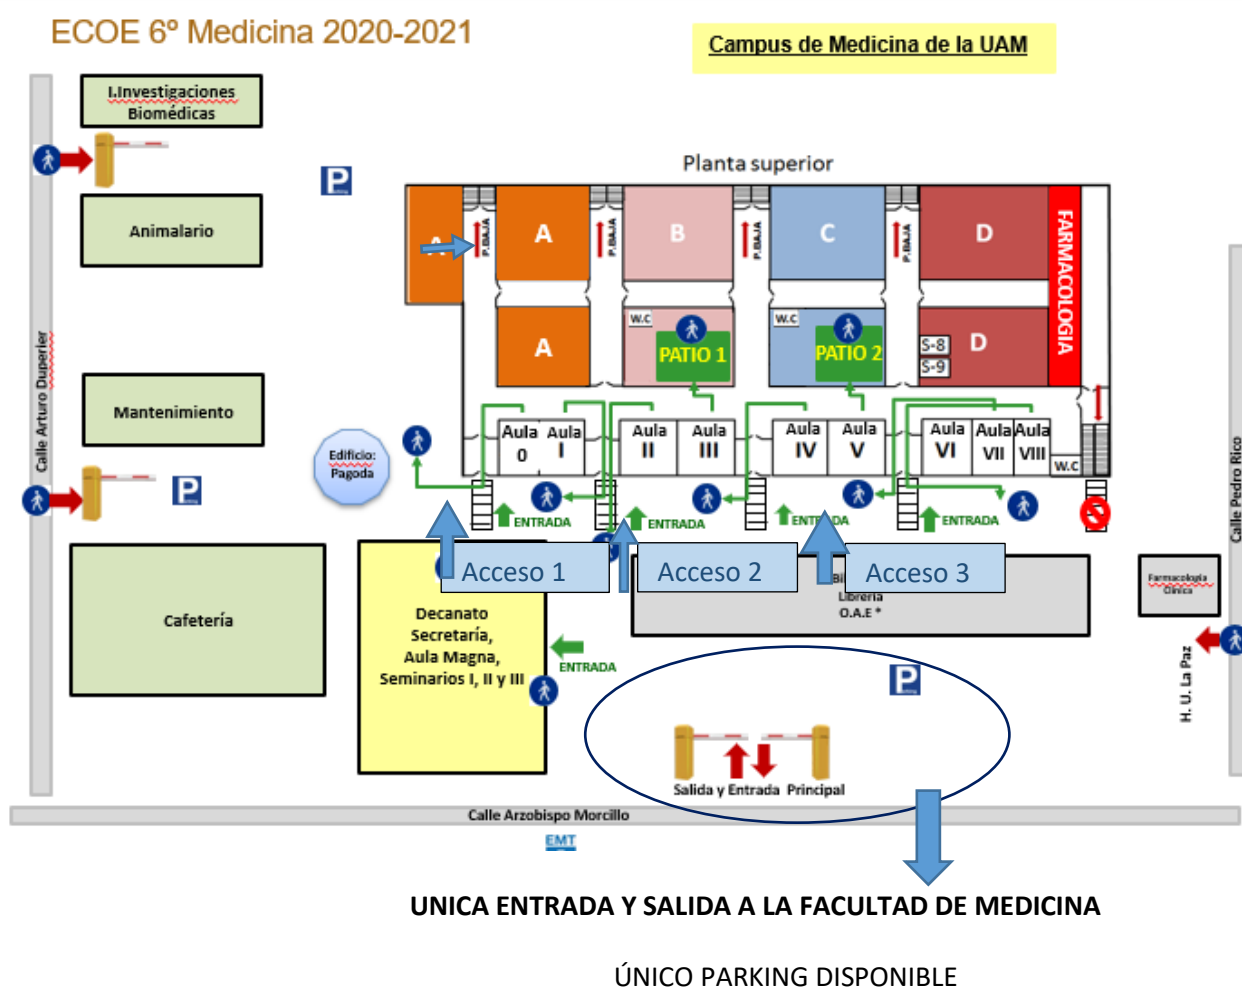 ECOE 6º Medicina 2020-2021
Campus de Medicina de la UAM
I.Investigaciones
Biomédicas
Animalario
Mantenimiento
Cafetería
Calle Arturo Duperier
Edificio:
Pagoda
Planta superior
A
A
B
C
D
FARMACOLOGIA
P.BAJA
P.BAJA
P.BAJA
P.BAJA
A
W.C
PATIO 1
W.C
PATIO 2
S-8
S-9
D
Aula
0
Aula
I
Aula
II
Aula
III
Aula
IV
Aula
V
Aula
VI
Aula
VII
Aula
VIII
W.C
ENTRADA
ENTRADA
ENTRADA
ENTRADA
Acceso 1
Acceso 2
Acceso 3
Decanato
Secretaría,
Aula Magna,
Seminarios I, II y III
ENTRADA
Librería
O.A.E *
Farmacología
Clínica
Calle Pedro Rico
H. U. La Paz
P
P
P
Salida y Entrada Principal
Calle Arzobispo Morcillo
EMT
UNICA ENTRADA Y SALIDA A LA FACULTAD DE MEDICINA
ÚNICO PARKING DISPONIBLE